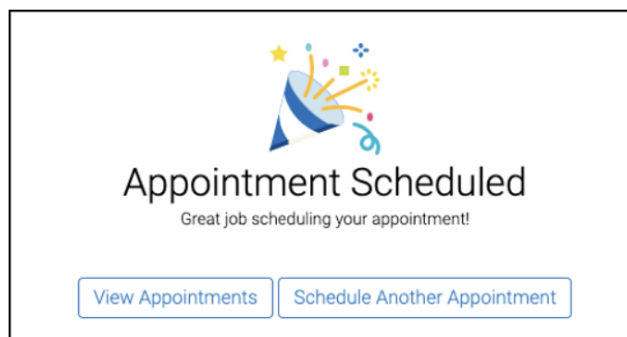 Appointment Scheduled
Great job scheduling your appointment!
View Appointments Schedule Another Appointment